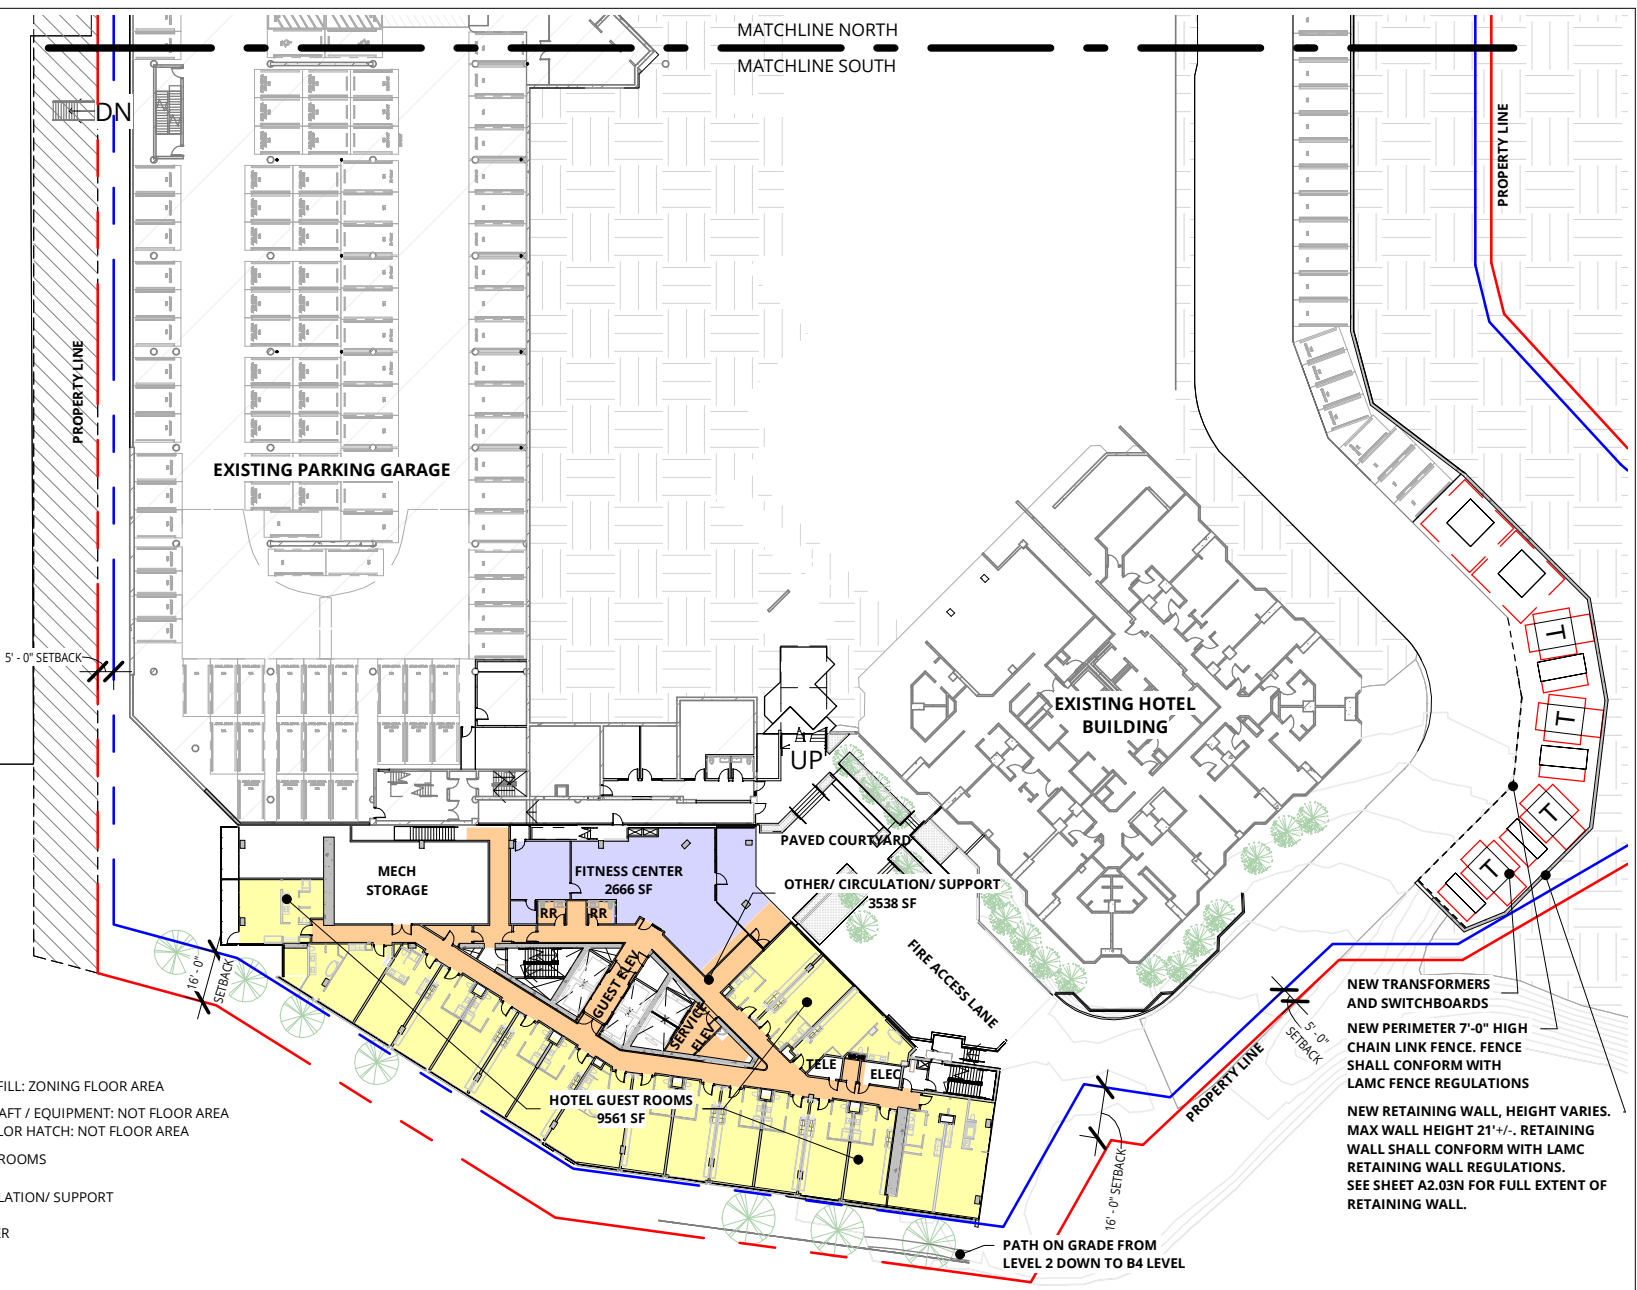 MATCHLINE NORTH
MATCHLINE SOUTH
DN
PROPERTY LINE
PROPERTY LINE
EXISTING PARKING GARAGE
5' - 0" SETBACK
EXISTING HOTEL
BUILDING
UP
PAVED COURTYARD
MECH
STORAGE
FITNESS CENTER
2666 SF
OTHER/ CIRCULATION/ SUPPORT
3538 SF
RR
RR
GUEST ELEV
SERVICE
ELEV
FIRE ACCESS LANE
16' - 0"
SETBACK
TELE
ELEC
HOTEL GUEST ROOMS
9561 SF
T
T
T
T
NEW TRANSFORMERS
AND SWITCHBOARDS
NEW PERIMETER 7'-0" HIGH
CHAIN LINK FENCE. FENCE
SHALL CONFORM WITH
LAMC FENCE REGULATIONS
NEW RETAINING WALL, HEIGHT VARIES.
MAX WALL HEIGHT 21'+/-. RETAINING
WALL SHALL CONFORM WITH LAMC
RETAINING WALL REGULATIONS.
SEE SHEET A2.03N FOR FULL EXTENT OF
RETAINING WALL.
5' - 0"
SETBACK
PROPERTY LINE
16' - 0" SETBACK
PATH ON GRADE FROM
LEVEL 2 DOWN TO B4 LEVEL
FILL: ZONING FLOOR AREA
AFT / EQUIPMENT: NOT FLOOR AREA
LOR HATCH: NOT FLOOR AREA
ROOMS
LATION/ SUPPORT
ER